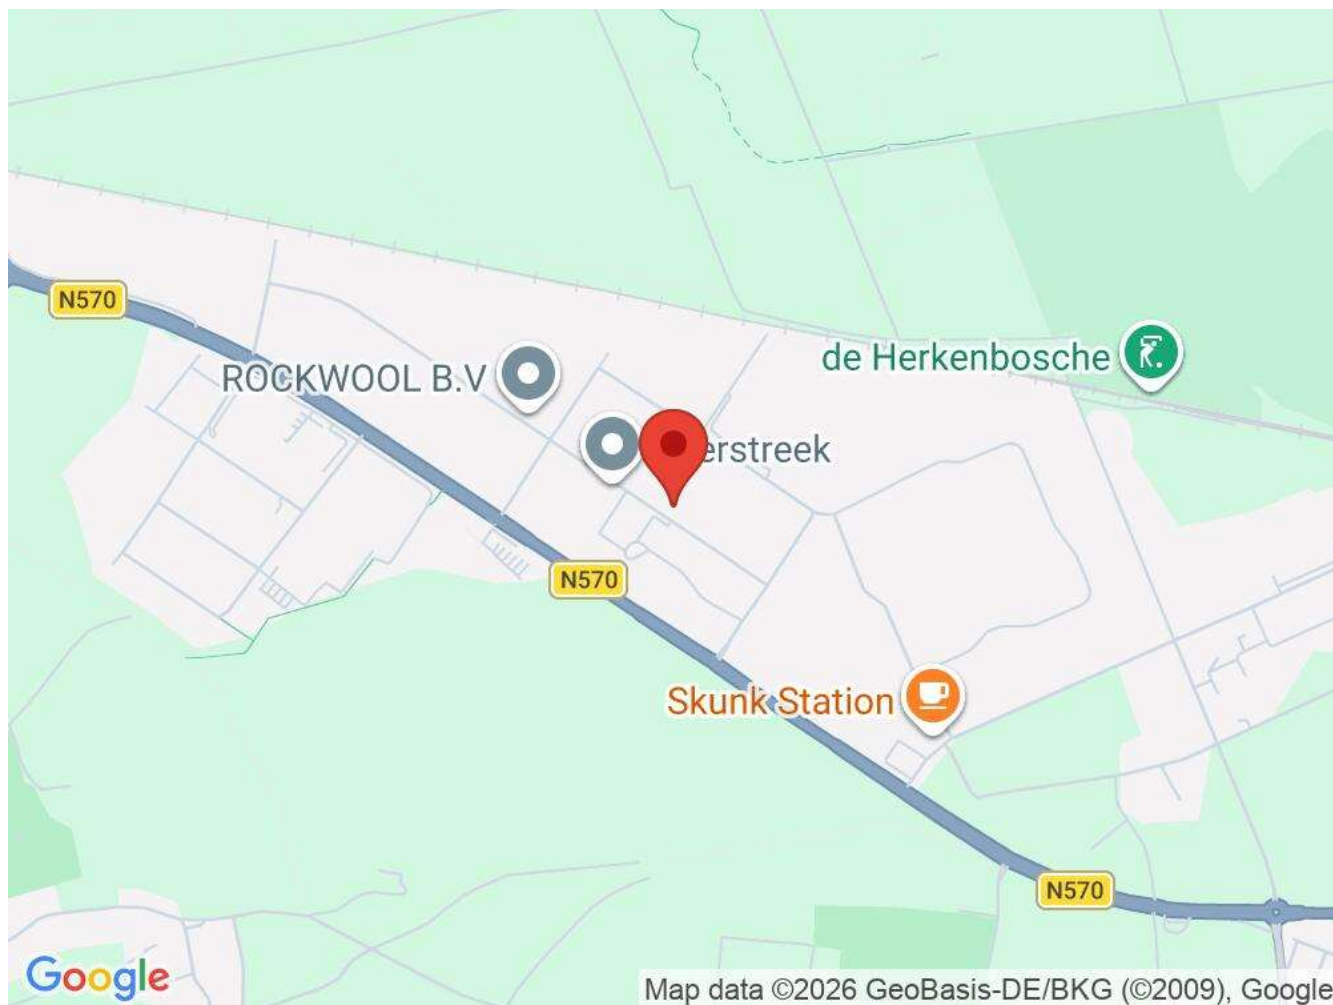 N570
de Herkenbosche
ROCKWOOL B.V
erstreek
N570
Skunk Station
N570
Google
Map data ©2026 GeoBasis-DE/BKG (©2009), Google